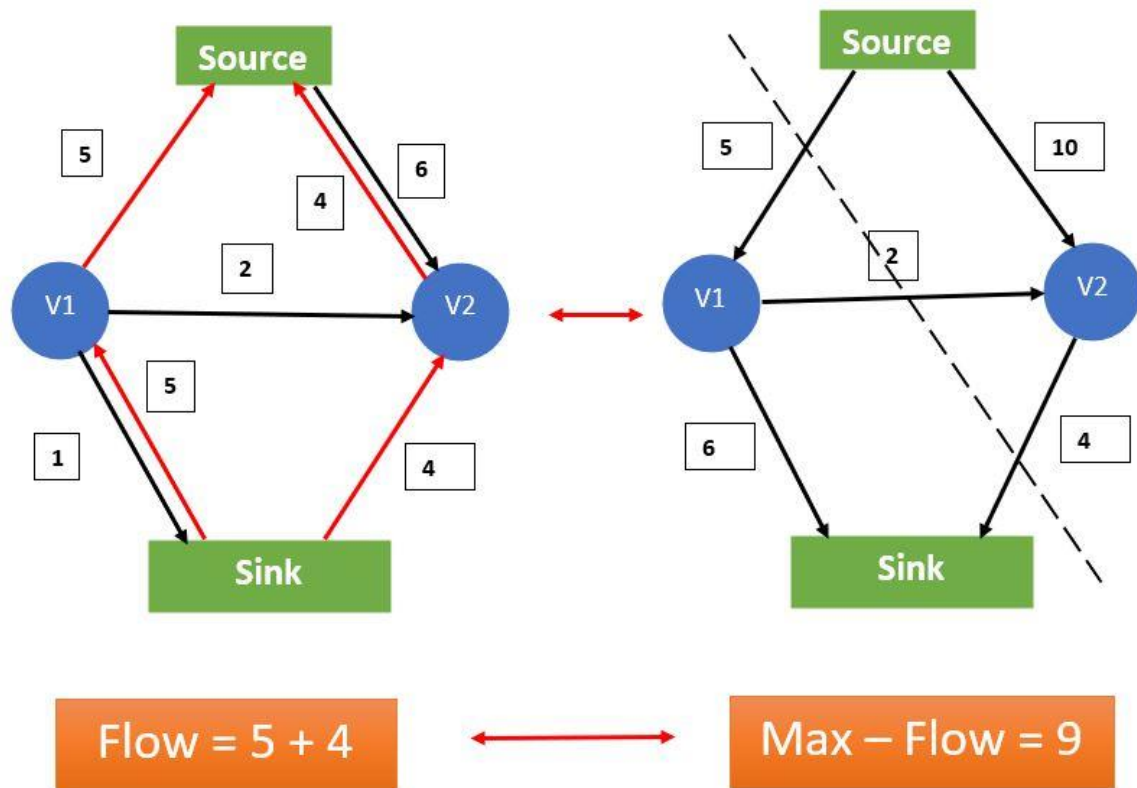 Source
5
4
6
2
V1
V2
5
1
4
Sink
Source
5
10
2
V1
V2
6
4
Sink
Flow = 5 + 4
Max – Flow = 9